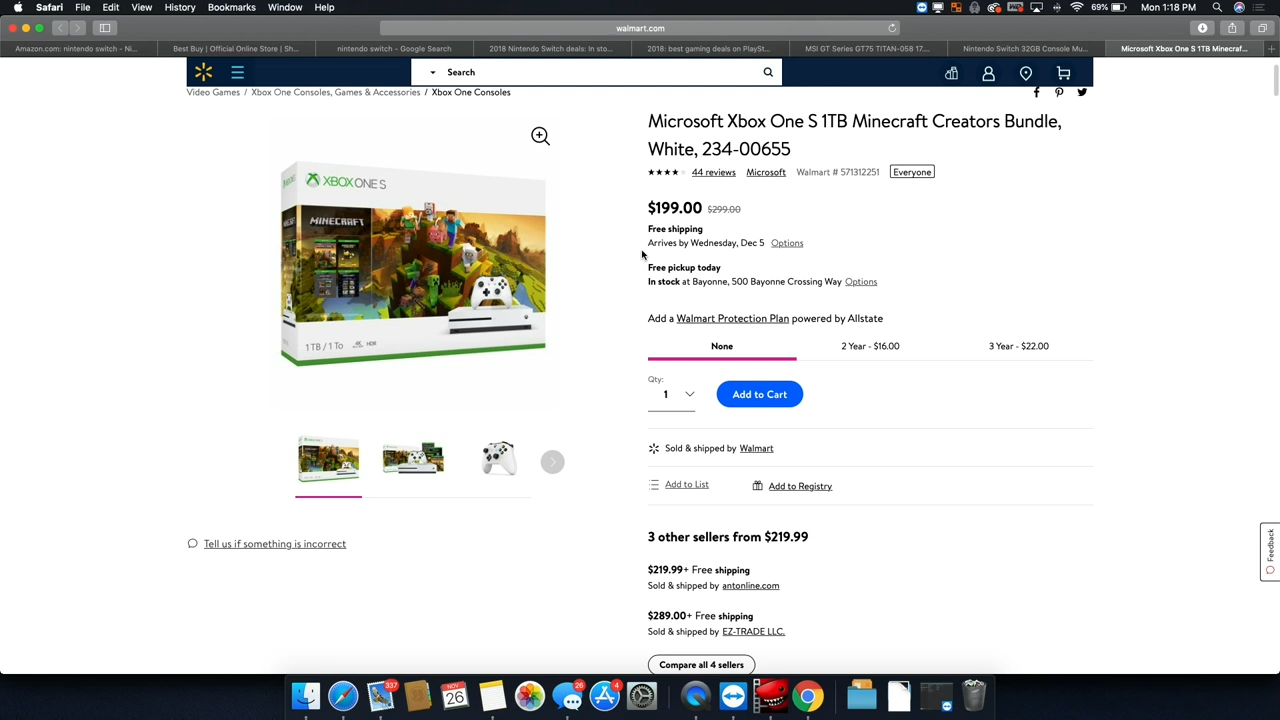 Safari File Edit View History Bookmarks Window Help 69% Mon 1:18 PM
walmart.com
Amazon.com: nintendo switch - Ni... Best Buy | Official Online Store | Sh... nintendo switch - Google Search 2018 Nintendo Switch deals: In sto... 2018: best gaming deals on PlaySt... MSI GT Series GT75 TITAN-058 17.... Nintendo Switch 32GB Console Mu... Microsoft Xbox One S 1TB Minecraf...
Search
Video Games / Xbox One Consoles, Games & Accessories / Xbox One Consoles
Microsoft Xbox One S 1TB Minecraft Creators Bundle,
White, 234-00655
44 reviews Microsoft Walmart # 571312251 Everyone
$199.00 $299.00
Free shipping
Arrives by Wednesday, Dec 5 Options
Free pickup today
In stock at Bayonne, 500 Bayonne Crossing Way Options
Add a Walmart Protection Plan powered by Allstate
None 2 Year - $16.00 3 Year - $22.00
Qty:
1 Add to Cart
Sold & shipped by Walmart
Add to List Add to Registry
3 other sellers from $219.99
$219.99+ Free shipping
Sold & shipped by antonline.com
$289.00+ Free shipping
Sold & shipped by EZ-TRADE LLC.
Compare all 4 sellers
XBOX ONE S
MINECRAFT
1TB / 1To 4K HDR
Tell us if something is incorrect
Feedback
337
NOV
26
26
4